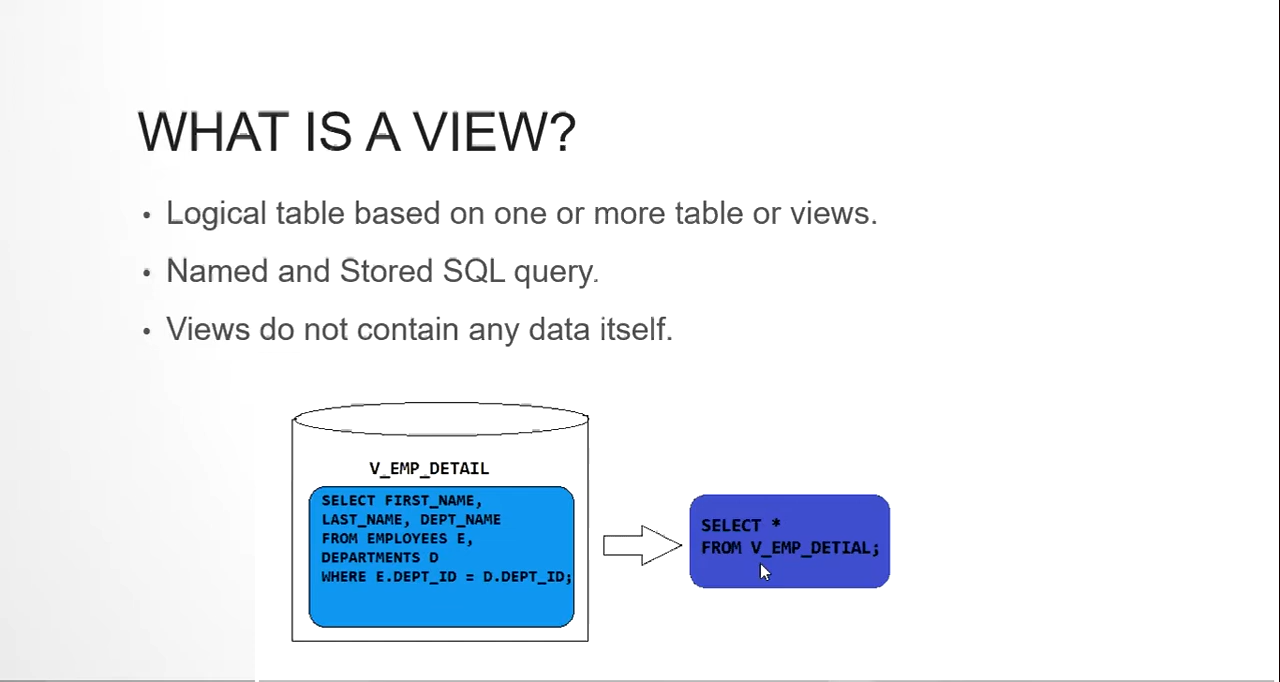 WHAT IS A VIEW?
• Logical table based on one or more table or views.
• Named and Stored SQL query.
• Views do not contain any data itself.
V_EMP_DETAIL
SELECT FIRST_NAME,
LAST_NAME, DEPT_NAME
FROM EMPLOYEES E,
DEPARTMENTS D
WHERE E.DEPT_ID = D.DEPT_ID;
SELECT *
FROM V_EMP_DETIAL;